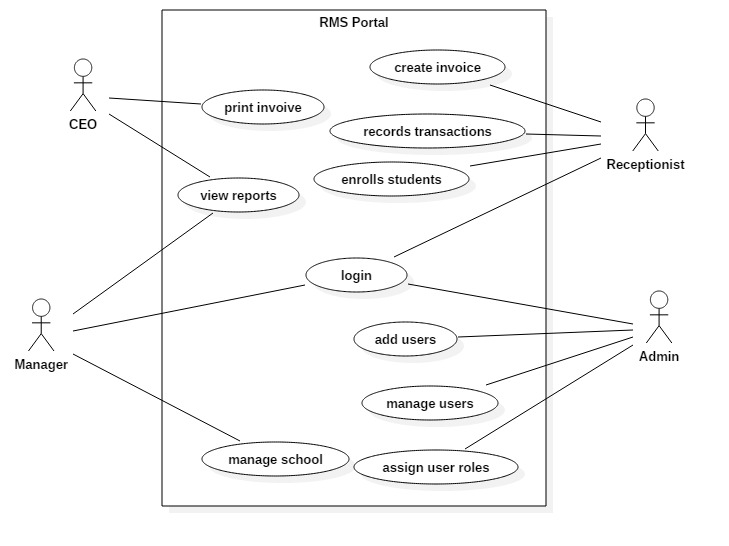 RMS Portal
create invoice
CEO
print invoive
records transactions
Receptionist
enrolls students
view reports
login
add users
Admin
Manager
manage users
manage school
assign user roles